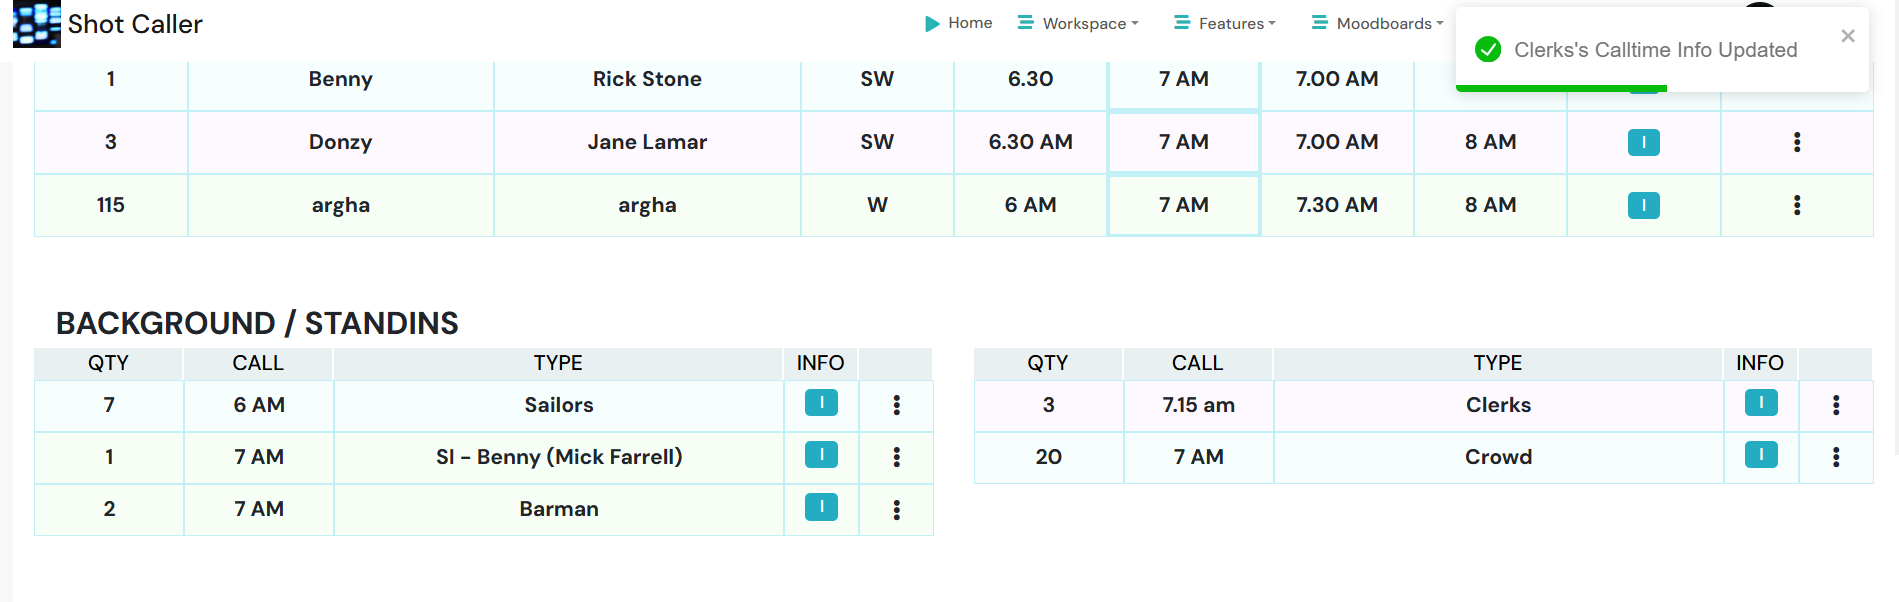 Shot Caller
Home Workspace Features Moodboards
Clerks's Calltime Info Updated
1 Benny Rick Stone SW 6.30 7 AM 7.00 AM
3 Donzy Jane Lamar SW 6.30 AM 7 AM 7.00 AM 8 AM I
115 argha argha W 6 AM 7 AM 7.30 AM 8 AM I
BACKGROUND / STANDINS
QTY CALL TYPE INFO
7 6 AM Sailors I
1 7 AM SI - Benny (Mick Farrell) I
2 7 AM Barman I
QTY CALL TYPE INFO
3 7.15 am Clerks I
20 7 AM Crowd I